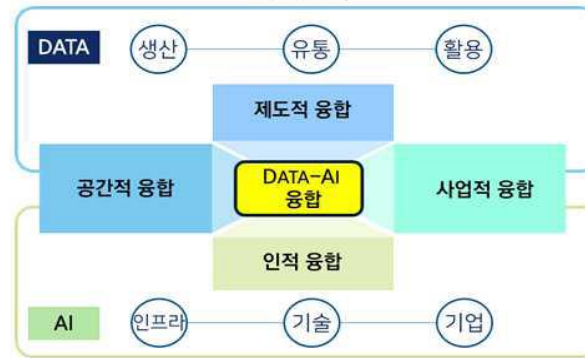 DATA 생산 유통 활용
제도적 융합
공간적 융합 DATA-AI 융합 사업적 융합
인적 융합
AI 인프라 기술 기업